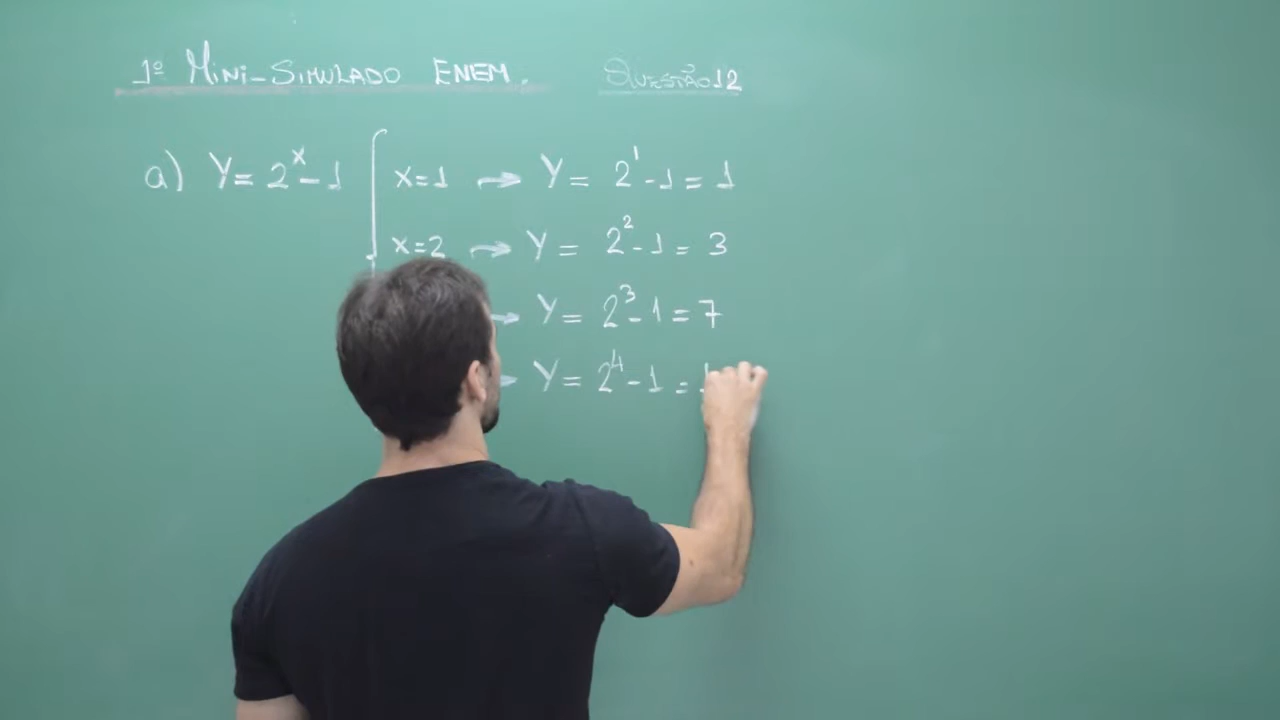 1º MINI-SIMULADO ENEM. QUESTÃO 12
a) Y = 2^x - 1 { x=1 → Y = 2^1 - 1 = 1
x=2 → Y = 2^2 - 1 = 3
→ Y = 2^3 - 1 = 7
→ Y = 2^4 - 1 =